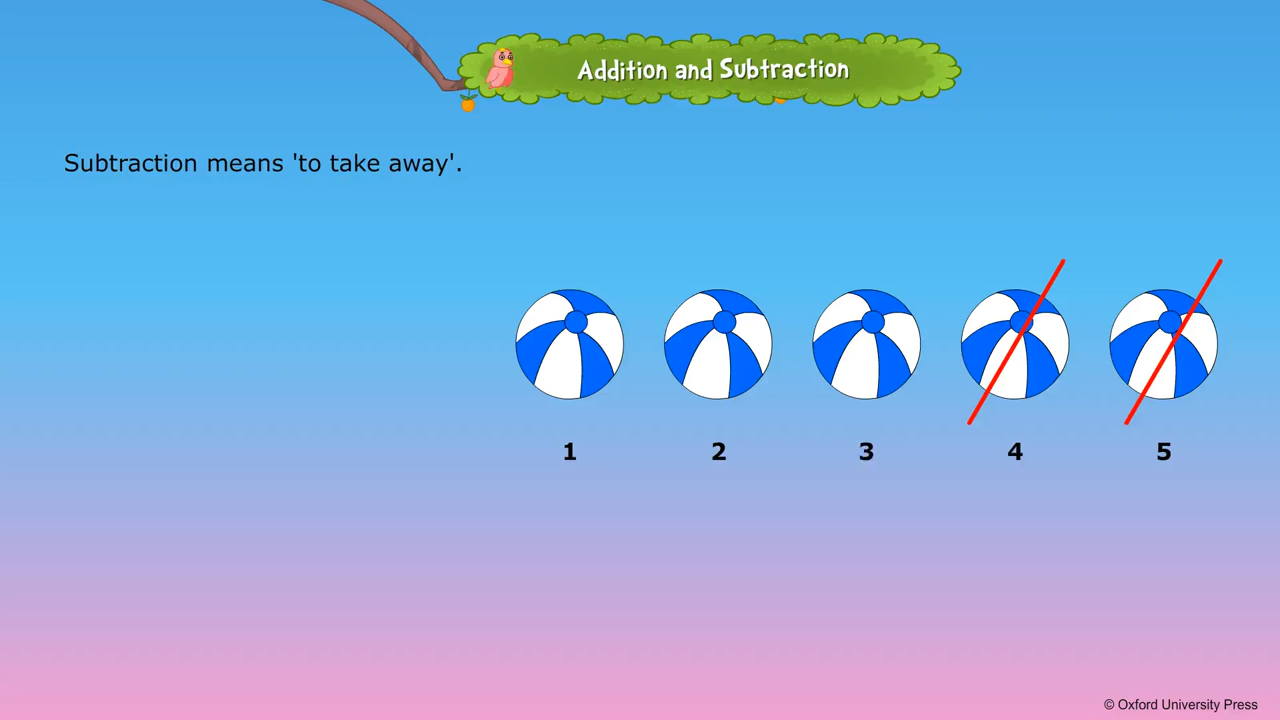 Addition and Subtraction
Subtraction means 'to take away'.
1 2 3 4 5
© Oxford University Press